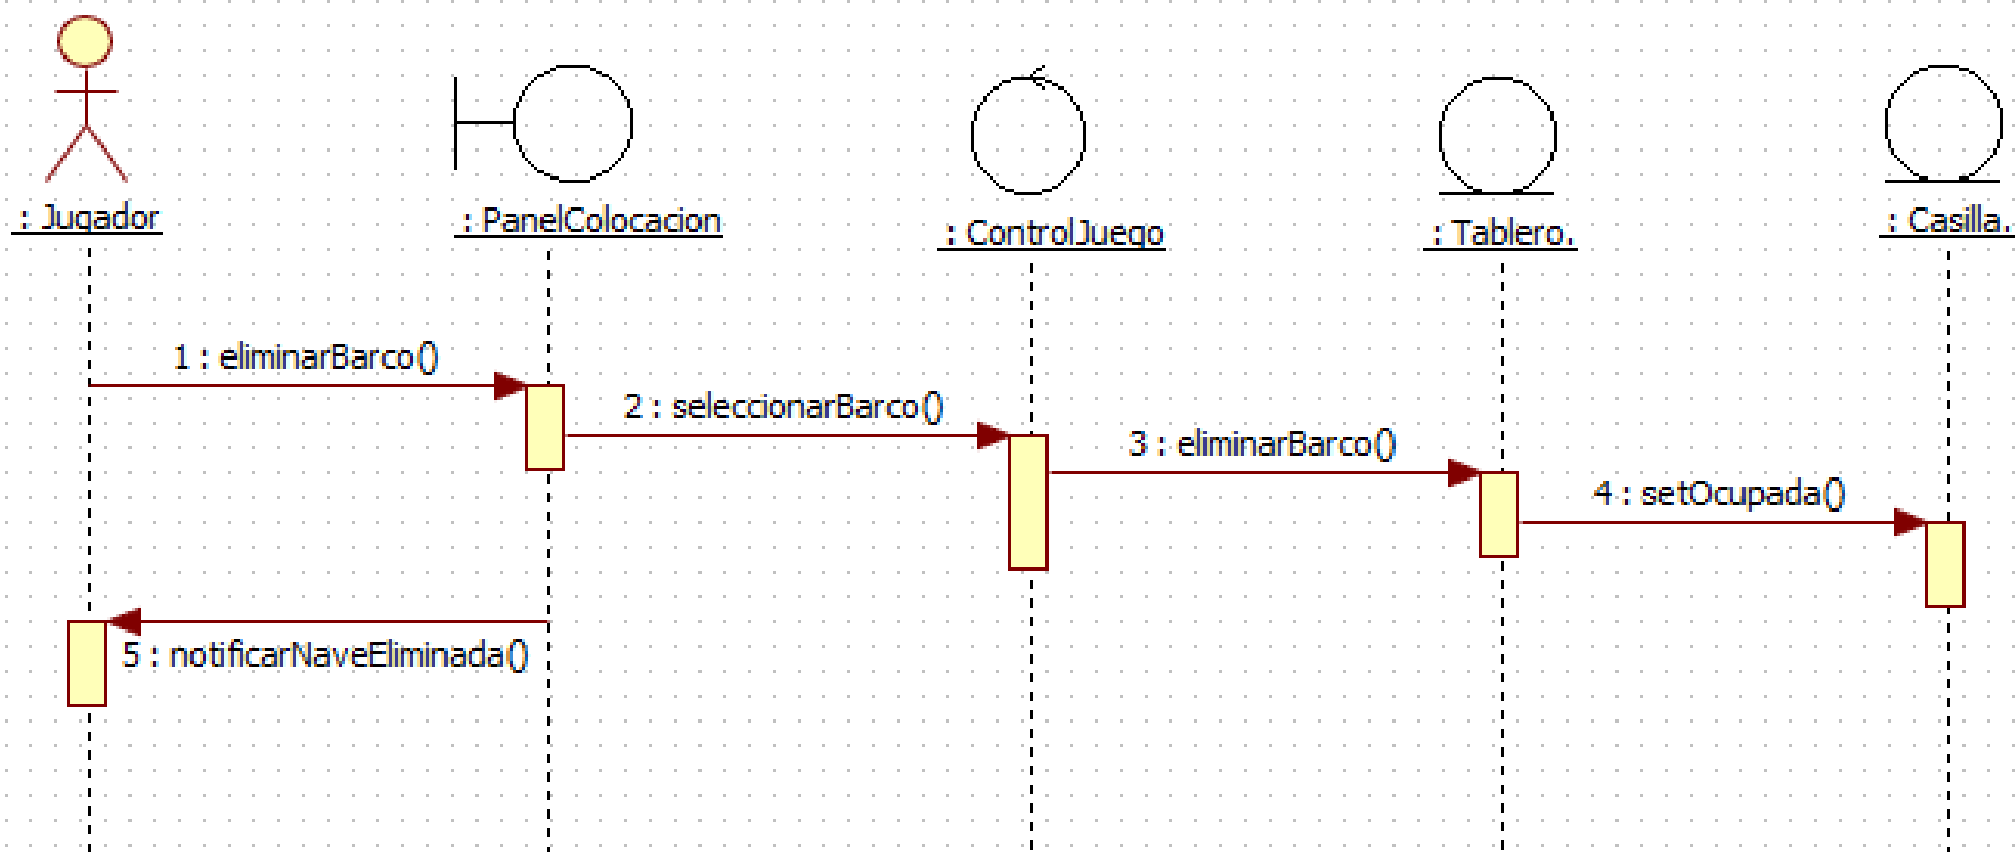 : Jugador
: PanelColocacion
: ControlJuego
: Tablero.
: Casilla.
1 : eliminarBarco()
2 : seleccionarBarco()
3 : eliminarBarco()
4 : setOcupada()
5 : notificarNaveEliminada()